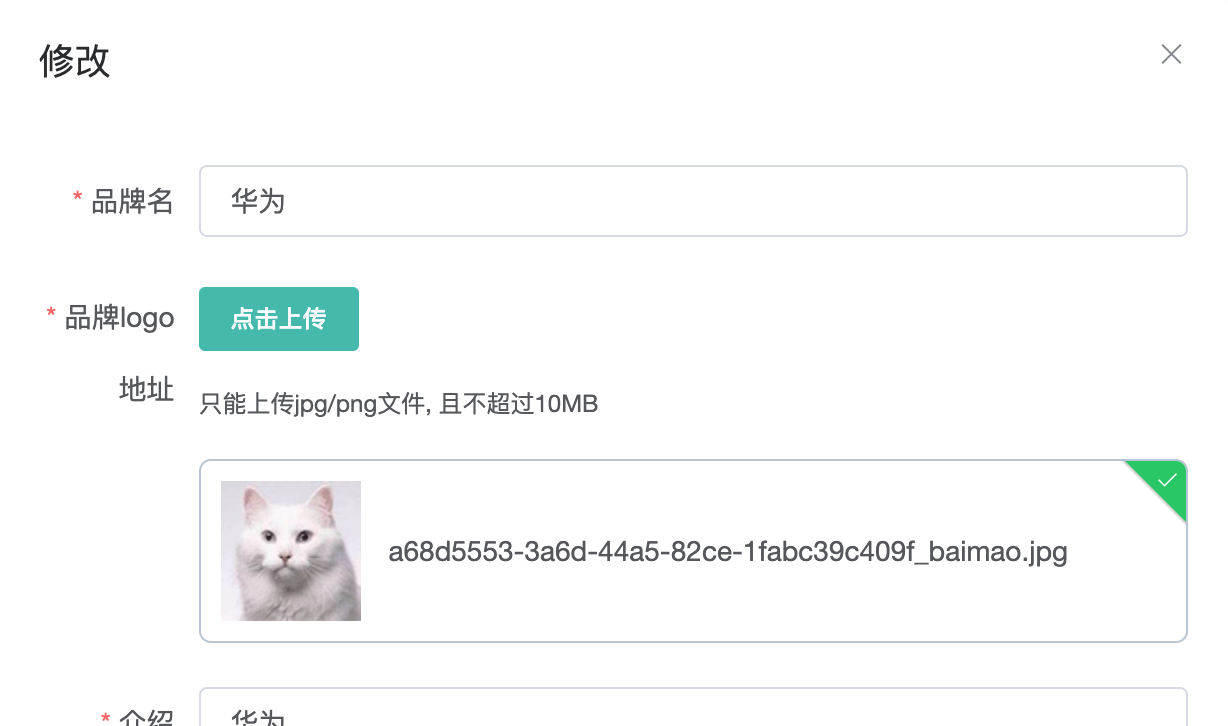 修改
* 品牌名
华为
* 品牌logo
点击上传
地址
只能上传jpg/png文件, 且不超过10MB
a68d5553-3a6d-44a5-82ce-1fabc39c409f_baimao.jpg
* 介绍
华为